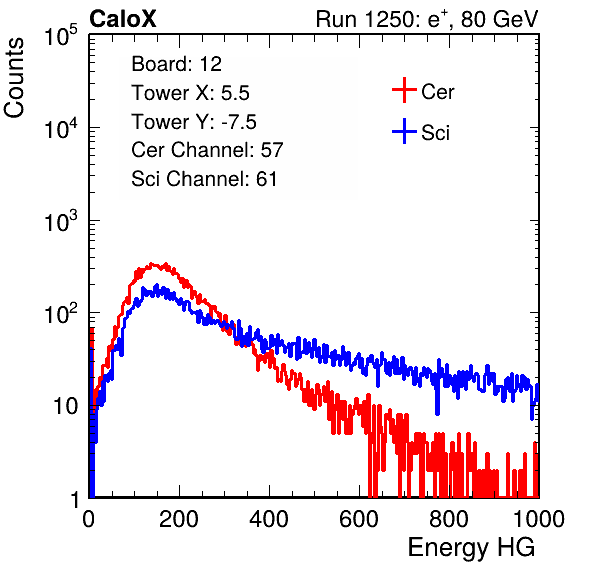 CaloX Run 1250: e⁺, 80 GeV
Counts
Board: 12
Tower X: 5.5
Tower Y: -7.5
Cer Channel: 57
Sci Channel: 61
Cer
Sci
10⁵
10⁴
10³
10²
10
1
0 200 400 600 800 1000
Energy HG